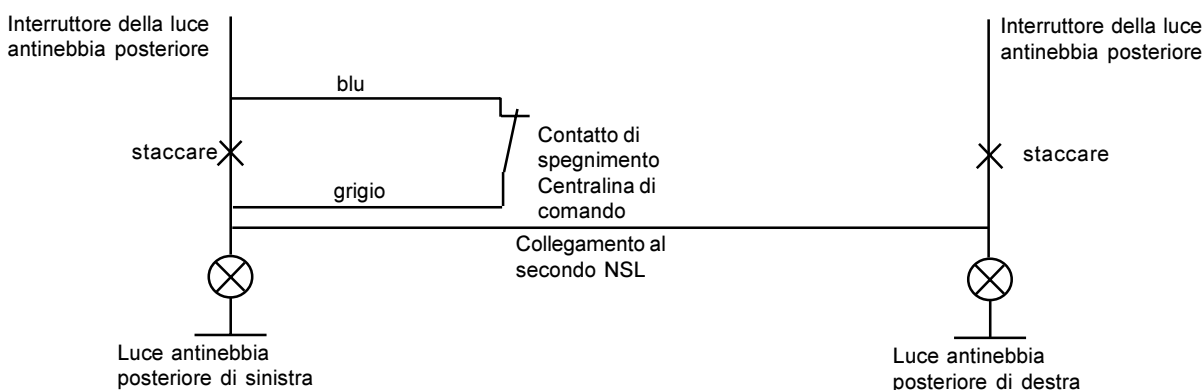 Interruttore della luce
antinebbia posteriore
Interruttore della luce
antinebbia posteriore
blu
staccare
Contatto di
spegnimento
Centralina di
comando
staccare
grigio
Collegamento al
secondo NSL
Luce antinebbia
posteriore di sinistra
Luce antinebbia
posteriore di destra